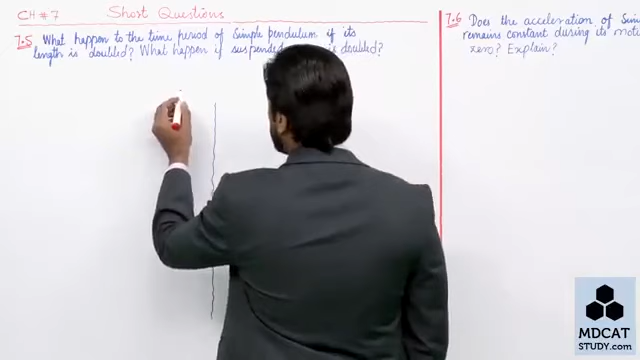 CH # 7 Short Questions
7.5 What happen to the time period of Simple pendulum if its
length is doubled? What happen if suspended is doubled?
7.6 Does the acceleration of
remains constant during its
zero? Explain?
MDCAT
STUDY.com